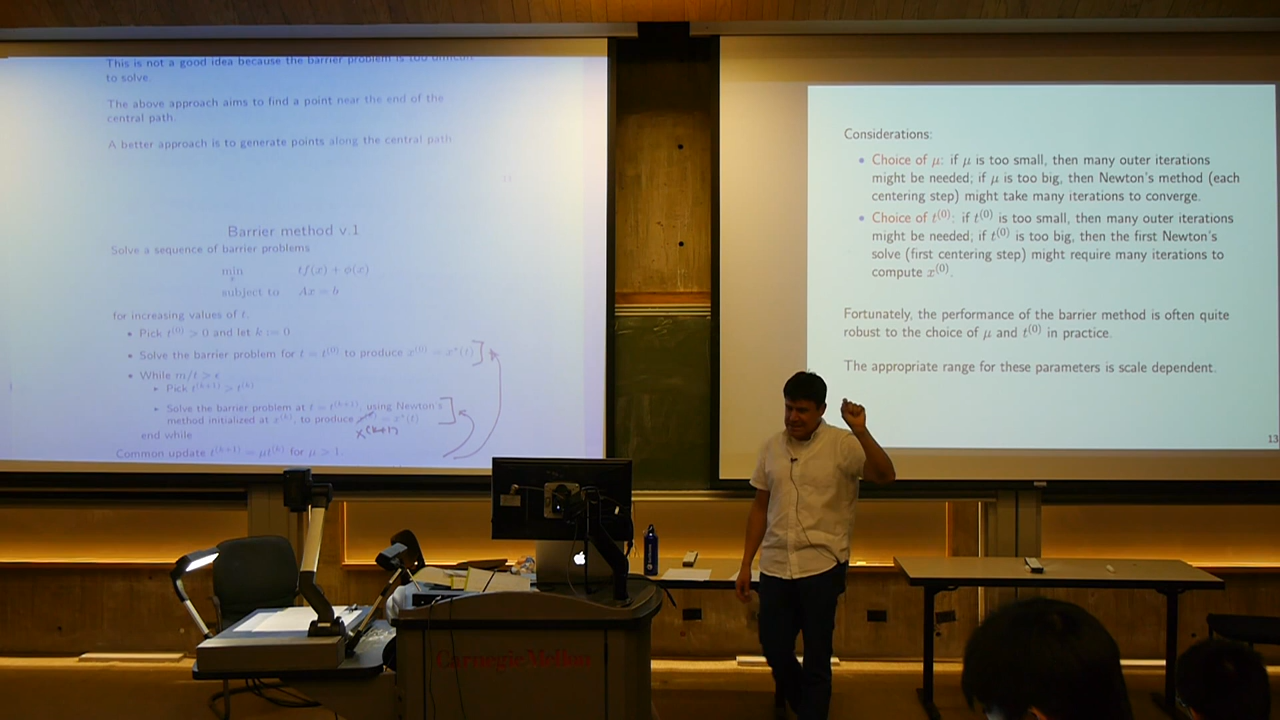 This is not a good idea because the barrier problem is too difficult
to solve.
The above approach aims to find a point near the end of the
central path.
A better approach is to generate points along the central path
Barrier method v.1
Solve a sequence of barrier problems
min x tf(x) + ϕ(x)
subject to Ax = b
for increasing values of t.
• Pick t^(0) > 0 and let k := 0
• Solve the barrier problem for t = t^(0) to produce x^(0) = x*(t)
• While m/t > ϵ
▸ Pick t^(k+1) > t^(k)
▸ Solve the barrier problem at t = t^(k+1), using Newton's
method initialized at x^(k), to produce = x*(t)
x^(k+1)
end while
Common update t^(k+1) = μt^(k) for μ > 1.
Considerations:
• Choice of μ: if μ is too small, then many outer iterations
might be needed; if μ is too big, then Newton's method (each
centering step) might take many iterations to converge.
• Choice of t^(0): if t^(0) is too small, then many outer iterations
might be needed; if t^(0) is too big, then the first Newton's
solve (first centering step) might require many iterations to
compute x^(0).
Fortunately, the performance of the barrier method is often quite
robust to the choice of μ and t^(0) in practice.
The appropriate range for these parameters is scale dependent.
13
Carnegie Mellon